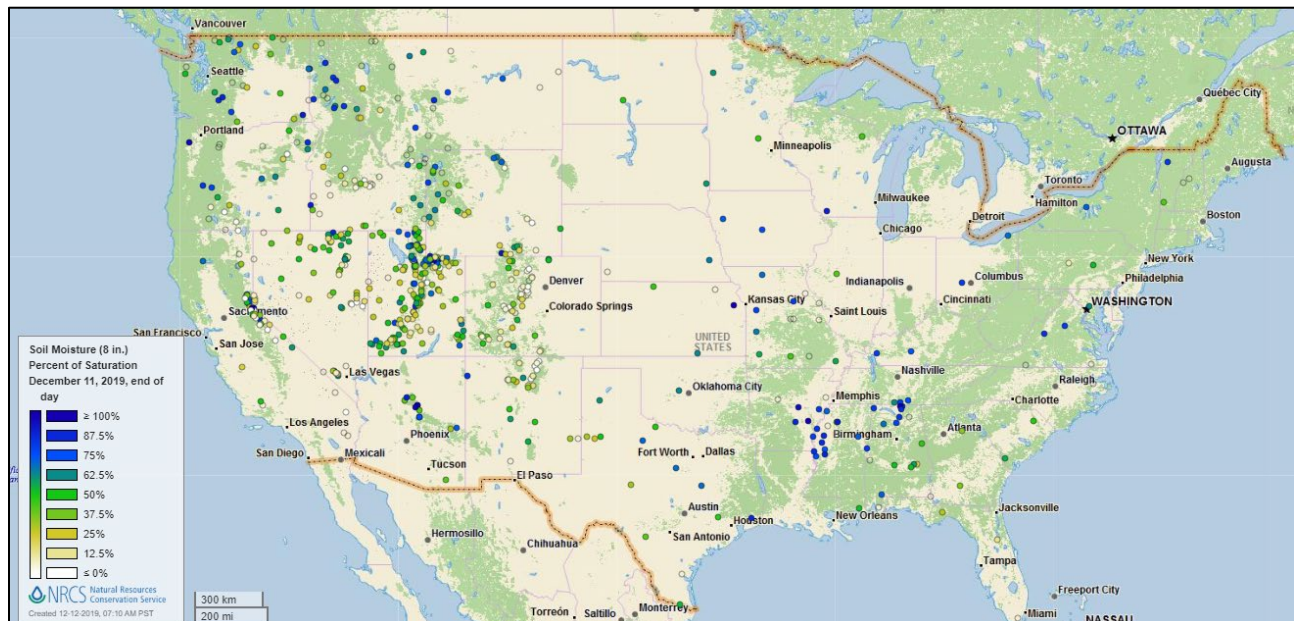 Vancouver
Seattle
Portland
Minneapolis
Milwaukee
Chicago
Detroit
Toronto
Hamilton
OTTAWA
Québec City
Augusta
Boston
New York
Philadelphia
WASHINGTON
Columbus
Cincinnati
Indianapolis
Saint Louis
Kansas City
Denver
Colorado Springs
UNITED
STATES
Sacramento
San Francisco
San Jose
Las Vegas
Los Angeles
San Diego
Mexicali
Phoenix
Tucson
El Paso
Oklahoma City
Fort Worth
Dallas
Austin
San Antonio
Houston
New Orleans
Memphis
Nashville
Birmingham
Atlanta
Charlotte
Raleigh
Jacksonville
Tampa
Miami
Freeport City
NASSAU
Hermosillo
Chihuahua
Torreón
Saltillo
Monterrey
Soil Moisture (8 in.)
Percent of Saturation
December 11, 2019, end of
day
≥ 100%
87.5%
75%
62.5%
50%
37.5%
25%
12.5%
≤ 0%
NRCS Natural Resources
Conservation Service
Created 12-12-2019, 07:10 AM PST
300 km
200 mi